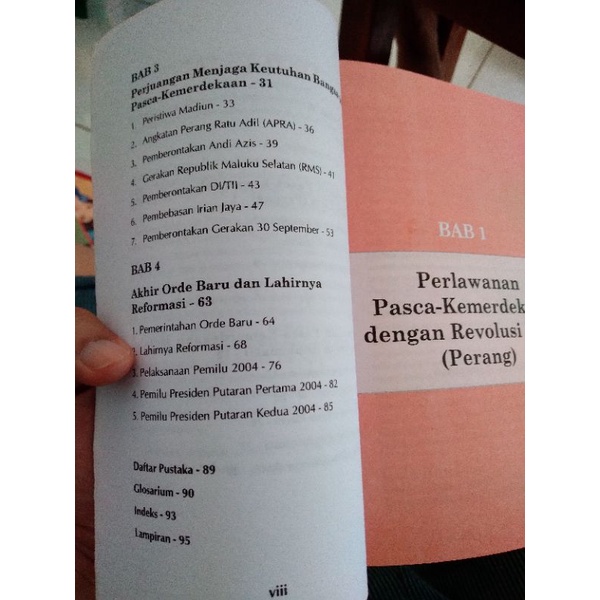 BAB 3
Perjuangan Menjaga Keutuhan Bangsa
Pasca-Kemerdekaan - 31
1. Peristiwa Madiun - 33
2. Angkatan Perang Ratu Adil (APRA) - 36
3. Pemberontakan Andi Azis - 39
4. Gerakan Republik Maluku Selatan (RMS) - 41
5. Pemberontakan DI/TII - 43
6. Pembebasan Irian Jaya - 47
7. Pemberontakan Gerakan 30 September - 53
BAB 4
Akhir Orde Baru dan Lahirnya
Reformasi - 63
1. Pemerintahan Orde Baru - 64
2. Lahirnya Reformasi - 68
3. Pelaksanaan Pemilu 2004 - 76
4. Pemilu Presiden Putaran Pertama 2004 - 82
5. Pemilu Presiden Putaran Kedua 2004 - 85
Daftar Pustaka - 89
Glosarium - 90
Indeks - 93
Lampiran - 95
viii
BAB 1
Perlawanan
Pasca-Kemerdek
dengan Revolusi
(Perang)